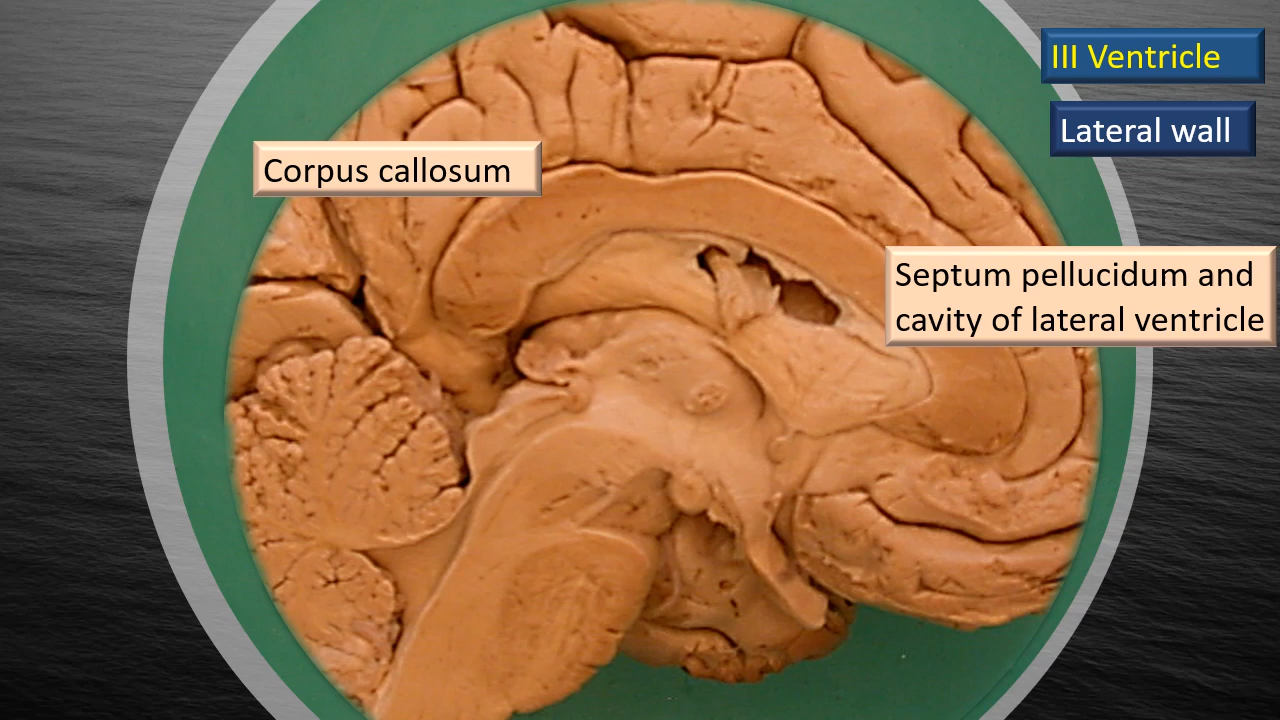 III Ventricle
Lateral wall
Corpus callosum
Septum pellucidum and
cavity of lateral ventricle